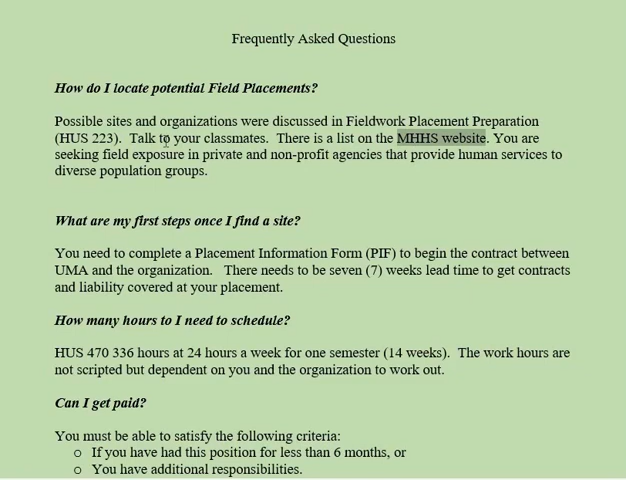 Frequently Asked Questions
How do I locate potential Field Placements?
Possible sites and organizations were discussed in Fieldwork Placement Preparation
(HUS 223).  Talk to your classmates.  There is a list on the MHHS website. You are
seeking field exposure in private and non-profit agencies that provide human services to
diverse population groups.
What are my first steps once I find a site?
You need to complete a Placement Information Form (PIF) to begin the contract between
UMA and the organization.   There needs to be seven (7) weeks lead time to get contracts
and liability covered at your placement.
How many hours to I need to schedule?
HUS 470 336 hours at 24 hours a week for one semester (14 weeks).  The work hours are
not scripted but dependent on you and the organization to work out.
Can I get paid?
You must be able to satisfy the following criteria:
o If you have had this position for less than 6 months, or
o You have additional responsibilities.